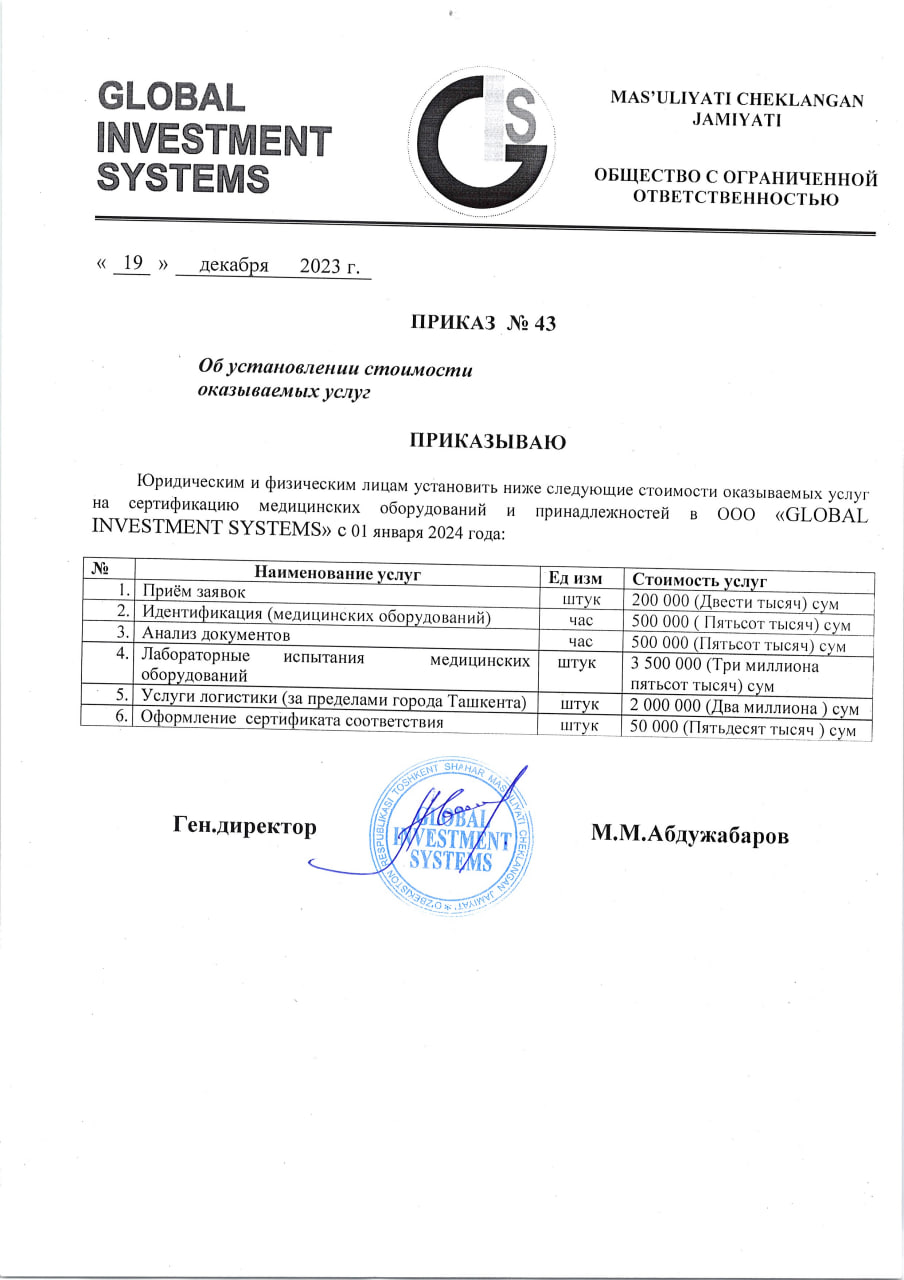 GLOBAL
INVESTMENT
SYSTEMS
GIS
MAS’ULIYATI CHEKLANGAN
JAMIYATI
ОБЩЕСТВО С ОГРАНИЧЕННОЙ
ОТВЕТСТВЕННОСТЬЮ
« 19 » декабря 2023 г.
ПРИКАЗ № 43
Об установлении стоимости
оказываемых услуг
ПРИКАЗЫВАЮ
Юридическим и физическим лицам установить ниже следующие стоимости оказываемых услуг
на сертификацию медицинских оборудований и принадлежностей в ООО «GLOBAL
INVESTMENT SYSTEMS» с 01 января 2024 года:
№ Наименование услуг Ед изм Стоимость услуг
1. Приём заявок штук 200 000 (Двести тысяч) сум
2. Идентификация (медицинских оборудований) час 500 000 ( Пятьсот тысяч) сум
3. Анализ документов час 500 000 (Пятьсот тысяч) сум
4. Лабораторные испытания медицинских штук 3 500 000 (Три миллиона
оборудований пятьсот тысяч) сум
5. Услуги логистики (за пределами города Ташкента) штук 2 000 000 (Два миллиона ) сум
6. Оформление сертификата соответствия штук 50 000 (Пятьдесят тысяч ) сум
Ген.директор
O‘ZBEKISTON RESPUBLIKASI TOSHKENT SHAHAR MAS‘ULIYATI CHEKLANGAN JAMIYATI *
GLOBAL
INVESTMENT
SYSTEMS
М.М.Абдужабаров